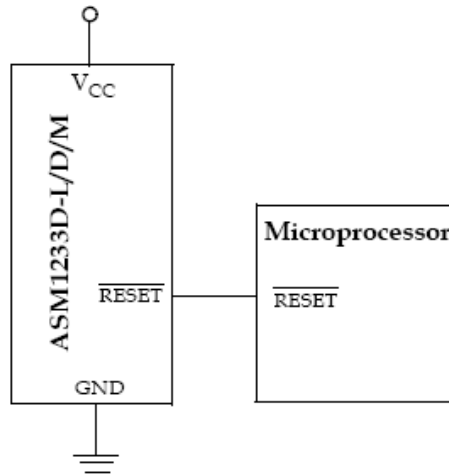 VCC
ASM1233D-L/D/M
RESET
GND
Microprocessor
RESET